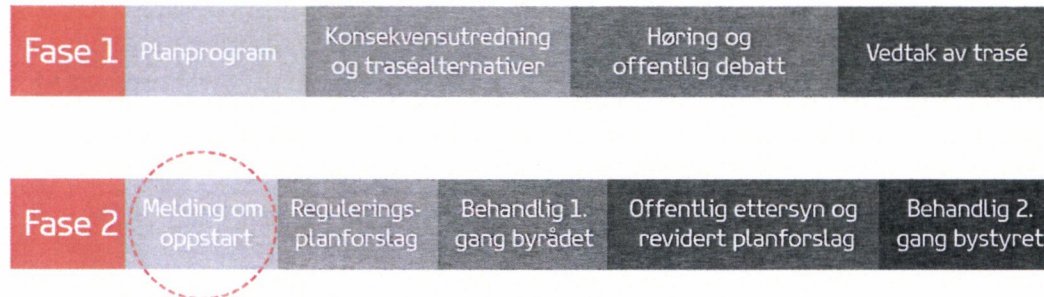 Fase 1
Planprogram
Konsekvensutredning
og traséalternativer
Høring og
offentlig debatt
Vedtak av trasé
Fase 2
Melding om
oppstart
Regulerings-
planforslag
Behandlig 1.
gang byrådet
Offentlig ettersyn og
revidert planforslag
Behandlig 2.
gang bystyret